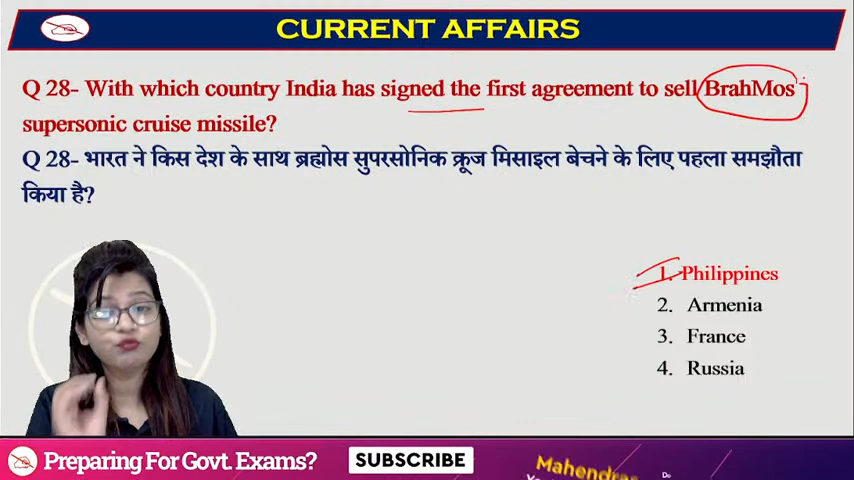 CURRENT AFFAIRS
Q 28- With which country India has signed the first agreement to sell BrahMos
supersonic cruise missile?
Q 28- भारत ने किस देश के साथ ब्रह्मोस सुपरसोनिक क्रूज मिसाइल बेचने के लिए पहला समझौता
किया है?
1. Philippines
2. Armenia
3. France
4. Russia
Preparing For Govt. Exams?
SUBSCRIBE
Mahendras
Do